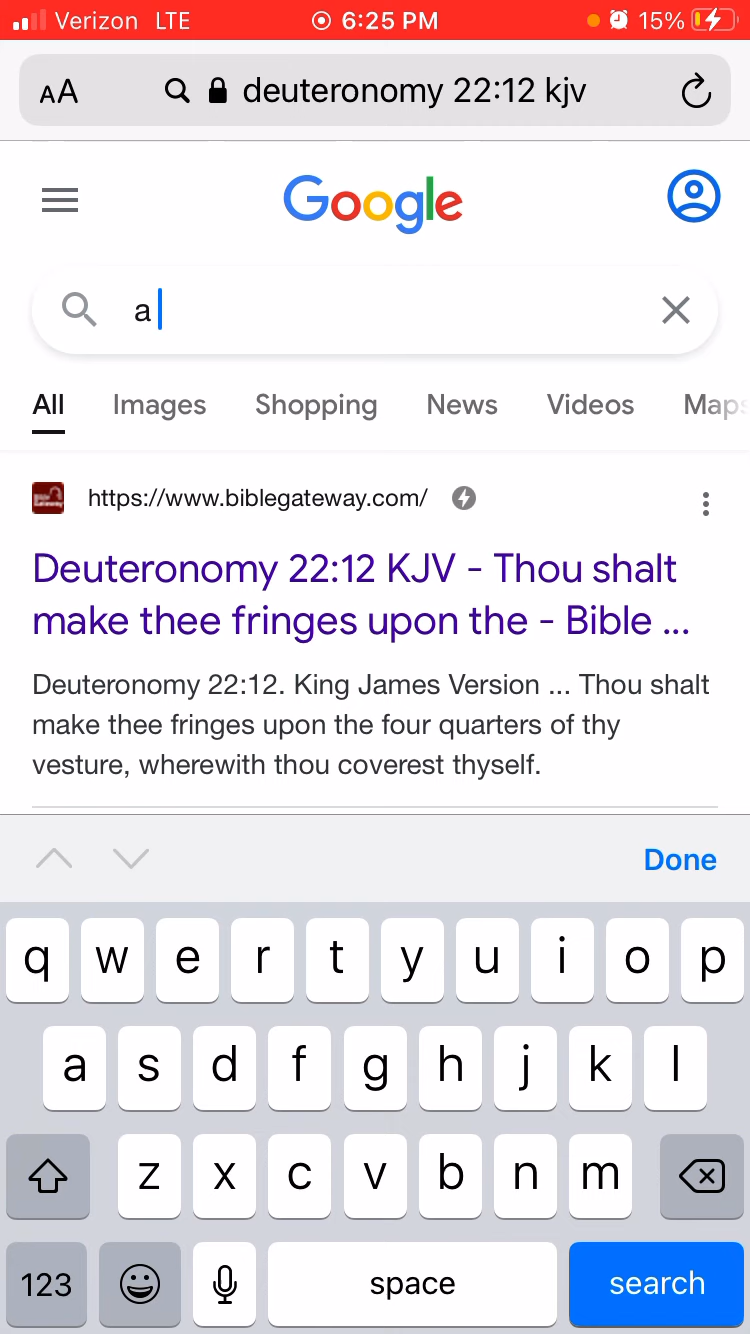 Verizon LTE 6:25 PM 15%
AA deuteronomy 22:12 kjv
Google
a
All Images Shopping News Videos Maps
https://www.biblegateway.com/
Deuteronomy 22:12 KJV - Thou shalt
make thee fringes upon the - Bible ...
Deuteronomy 22:12. King James Version ... Thou shalt
make thee fringes upon the four quarters of thy
vesture, wherewith thou coverest thyself.
Done
q w e r t y u i o p
a s d f g h j k l
z x c v b n m
123 space search